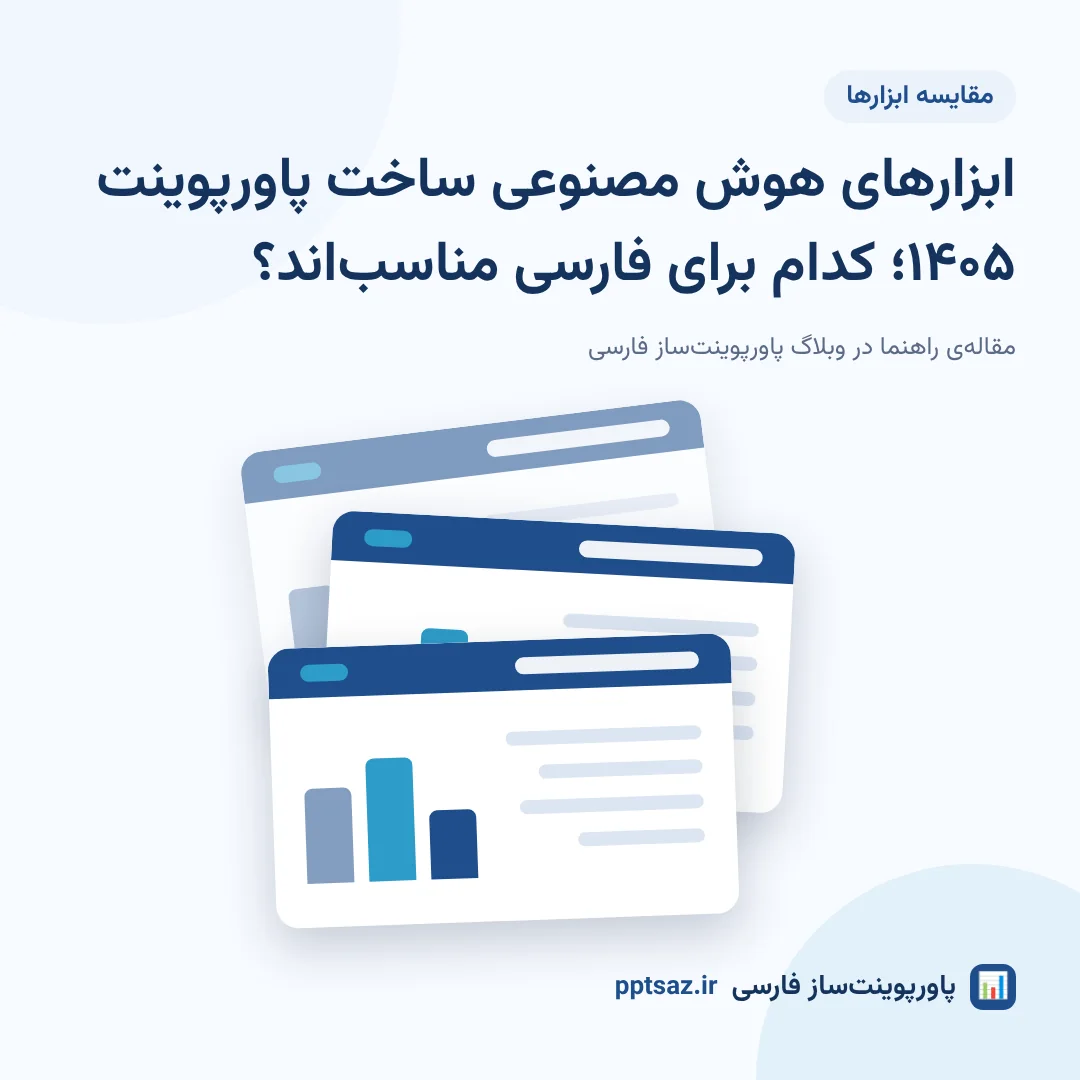 مقایسه ابزارها
ابزارهای هوش مصنوعی ساخت پاورپوینت
۱۴۰۵؛ کدام برای فارسی مناسب‌اند؟
مقاله‌ی راهنما در وبلاگ پاورپوینت‌ساز فارسی
پاورپوینت‌ساز فارسی pptsaz.ir